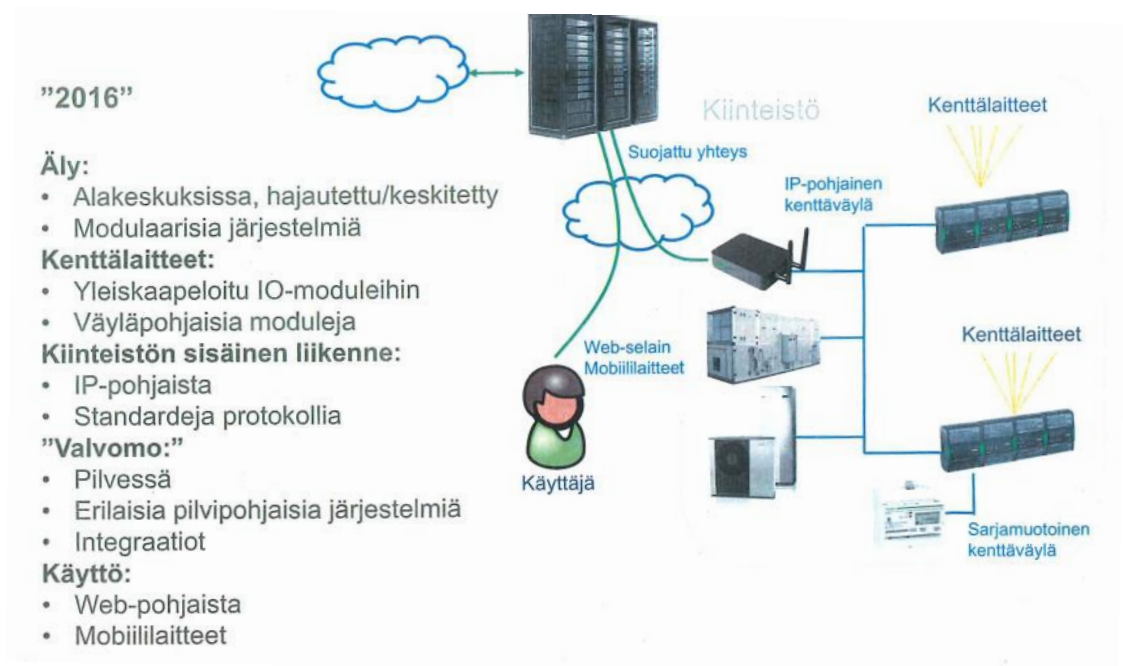 "2016"
Äly:
• Alakeskuksissa, hajautettu/keskitetty
• Modulaarisia järjestelmiä
Kenttälaitteet:
• Yleiskaapeloitu IO-moduleihin
• Väyläpohjaisia moduleja
Kiinteistön sisäinen liikenne:
• IP-pohjaista
• Standardeja protokollia
"Valvomo:"
• Pilvessä
• Erilaisia pilvipohjaisia järjestelmiä
• Integraatiot
Käyttö:
• Web-pohjaista
• Mobiililaitteet
Kiinteistö
Kenttälaitteet
Suojattu yhteys
IP-pohjainen
kenttäväylä
Web-selain
Mobiililaitteet
Kenttälaitteet
Käyttäjä
Sarjamuotoinen
kenttäväylä